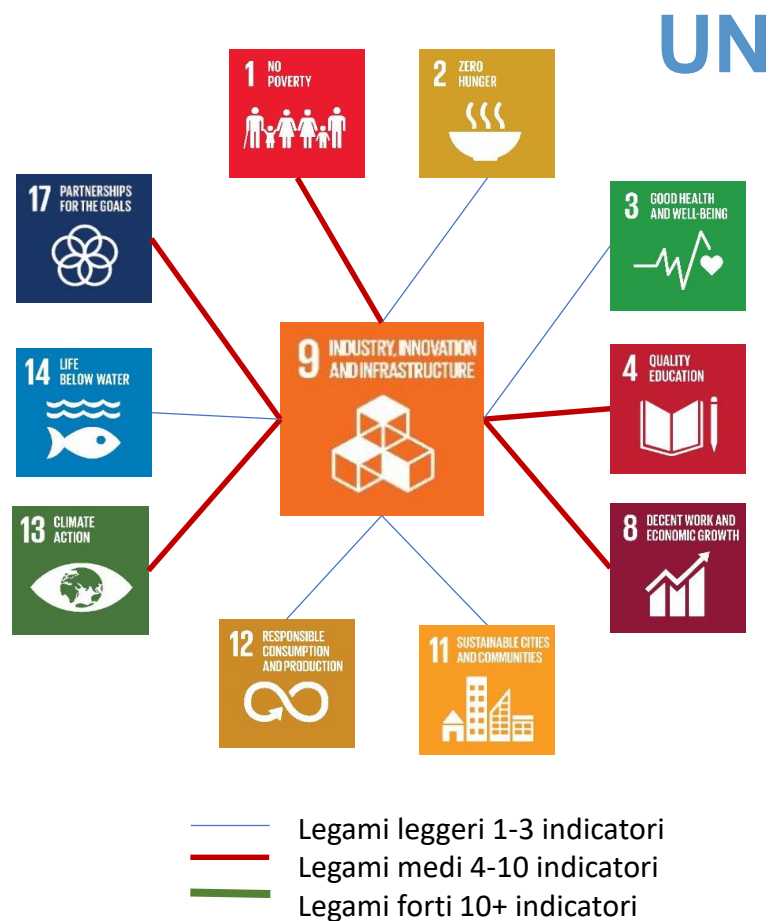 UN
1 NO
POVERTY
2 ZERO
HUNGER
17 PARTNERSHIPS
FOR THE GOALS
3 GOOD HEALTH
AND WELL-BEING
9 INDUSTRY, INNOVATION
AND INFRASTRUCTURE
14 LIFE
BELOW WATER
4 QUALITY
EDUCATION
13 CLIMATE
ACTION
8 DECENT WORK AND
ECONOMIC GROWTH
12 RESPONSIBLE
CONSUMPTION
AND PRODUCTION
11 SUSTAINABLE CITIES
AND COMMUNITIES
Legami leggeri 1-3 indicatori
Legami medi 4-10 indicatori
Legami forti 10+ indicatori